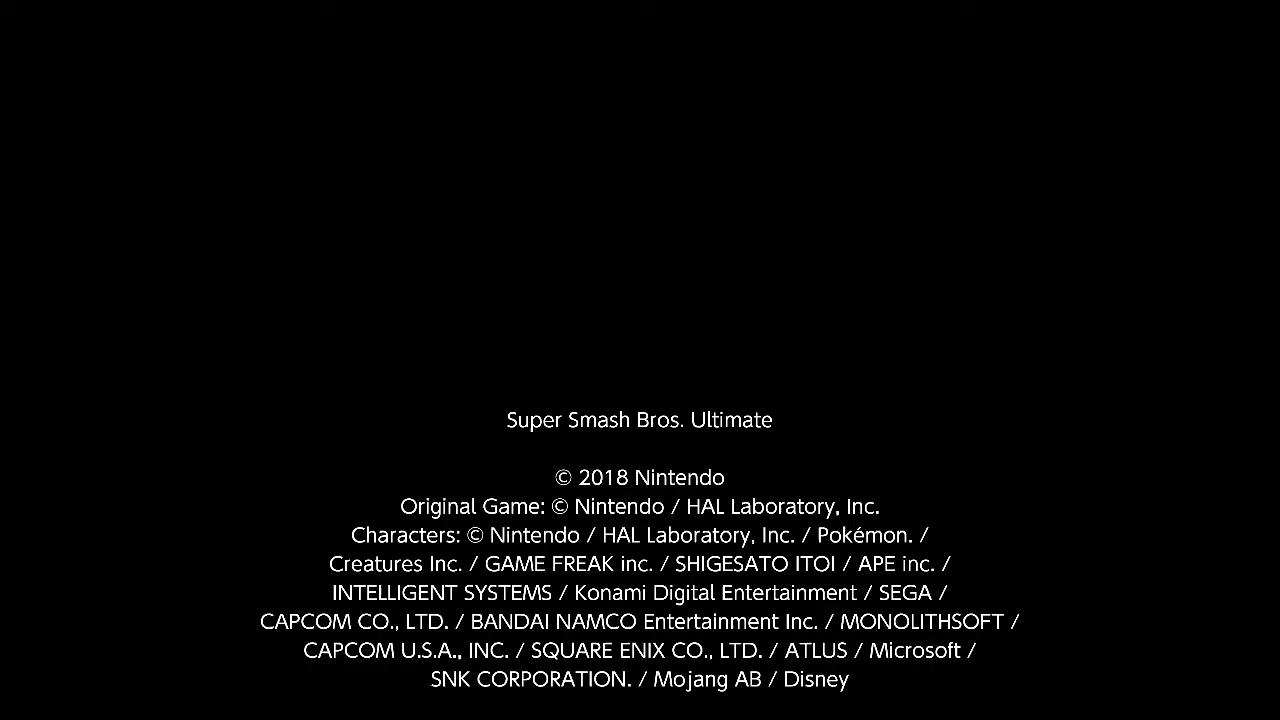 Super Smash Bros. Ultimate
© 2018 Nintendo
Original Game: © Nintendo / HAL Laboratory, Inc.
Characters: © Nintendo / HAL Laboratory, Inc. / Pokémon. /
Creatures Inc. / GAME FREAK inc. / SHIGESATO ITOI / APE inc. /
INTELLIGENT SYSTEMS / Konami Digital Entertainment / SEGA /
CAPCOM CO., LTD. / BANDAI NAMCO Entertainment Inc. / MONOLITHSOFT /
CAPCOM U.S.A., INC. / SQUARE ENIX CO., LTD. / ATLUS / Microsoft /
SNK CORPORATION. / Mojang AB / Disney